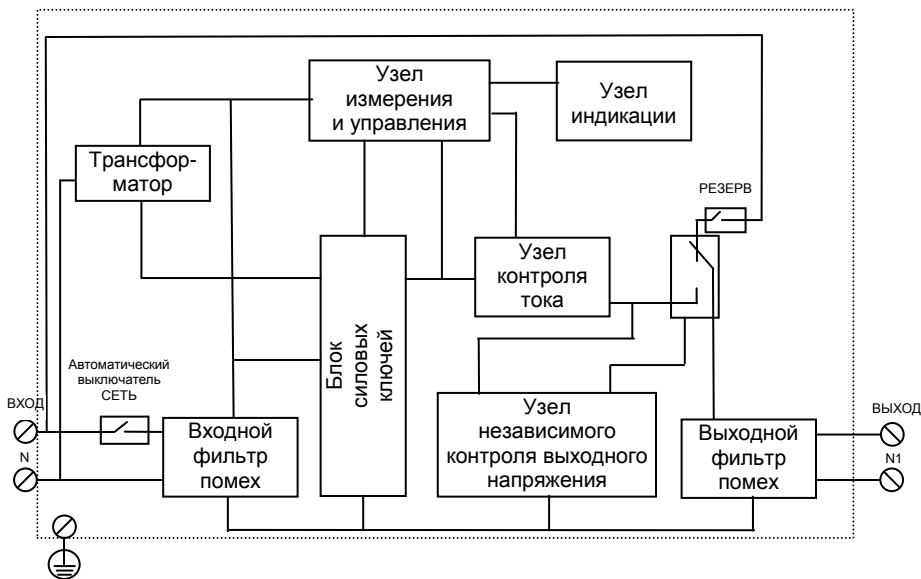 Узел
измерения
и управления
Узел
индикации
Трансфор-
матор
РЕЗЕРВ
Узел
контроля
тока
Блок
силовых
ключей
Автоматический
выключатель
СЕТЬ
ВХОД
N
Входной
фильтр
помех
Узел
независимого
контроля выходного
напряжения
Выходной
фильтр
помех
ВЫХОД
N1